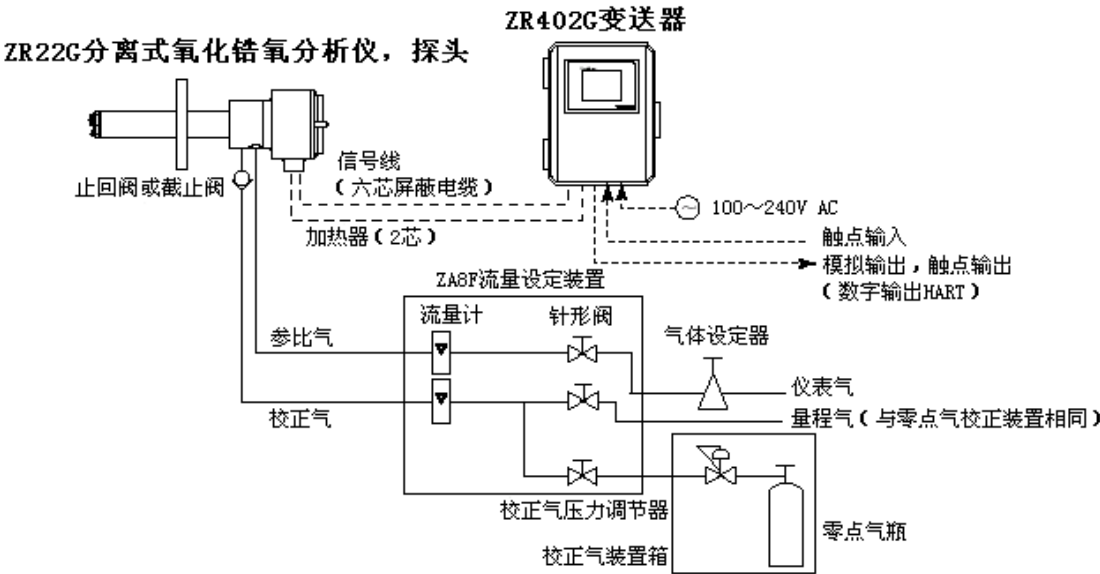 ZR402G变送器
ZR22G分离式氧化锆氧分析仪，探头
信号线
（六芯屏蔽电缆）
止回阀或截止阀
100～240V AC
加热器（2芯）
触点输入
模拟输出，触点输出
（数字输出HART）
ZA8F流量设定装置
流量计
针形阀
参比气
气体设定器
仪表气
校正气
量程气（与零点气校正装置相同）
校正气压力调节器
零点气瓶
校正气装置箱